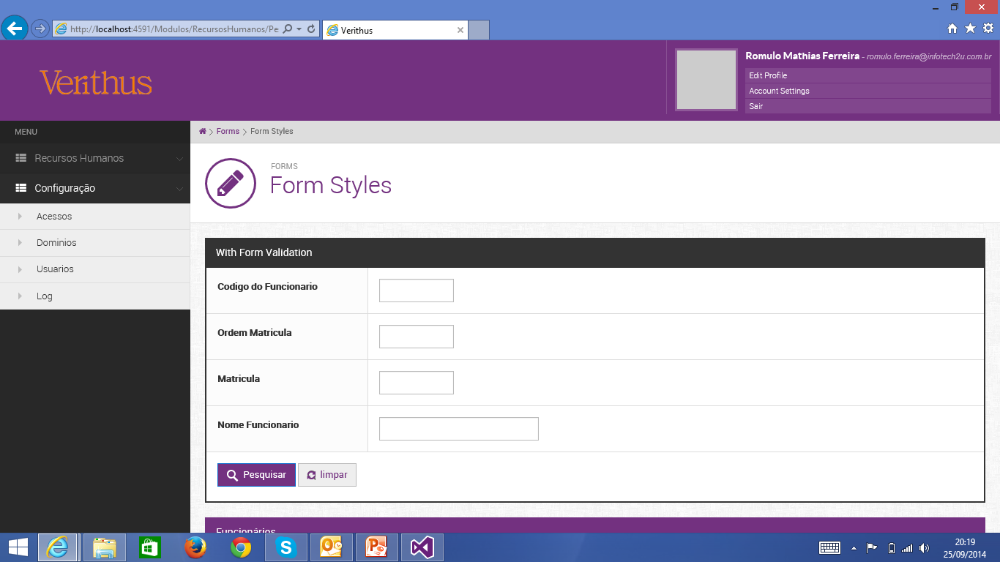 http://localhost:4591/Modulos/RecursosHumanos/Pe
Verithus
Verithus
Romulo Mathias Ferreira - romulo.ferreira@infotech2u.com.br
Edit Profile
Account Settings
Sair
MENU
Recursos Humanos
Configuração
Acessos
Dominios
Usuarios
Log
Forms > Form Styles
FORMS
Form Styles
With Form Validation
Codigo do Funcionario
Ordem Matricula
Matricula
Nome Funcionario
Pesquisar
limpar
Funcionários
20:19
25/09/2014